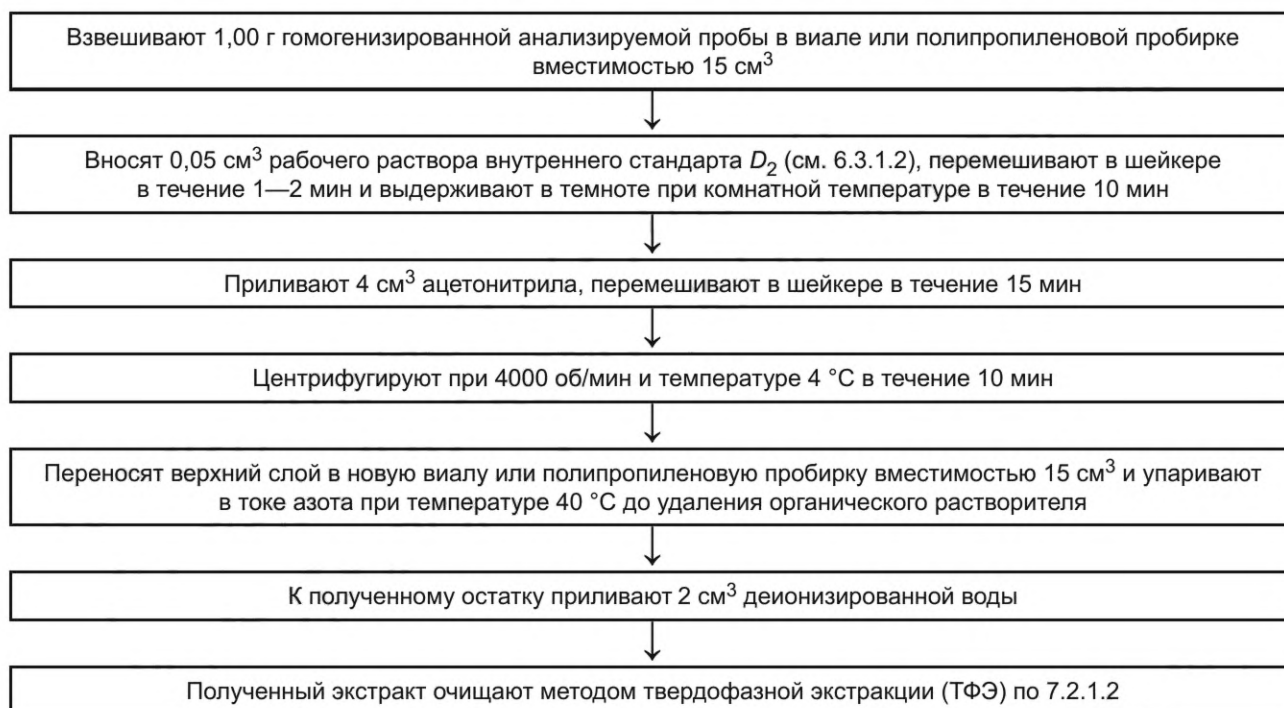 Взвешивают 1,00 г гомогенизированной анализируемой пробы в виале или полипропиленовой пробирке
вместимостью 15 см³
Вносят 0,05 см³ рабочего раствора внутреннего стандарта D₂ (см. 6.3.1.2), перемешивают в шейкере
в течение 1—2 мин и выдерживают в темноте при комнатной температуре в течение 10 мин
Приливают 4 см³ ацетонитрила, перемешивают в шейкере в течение 15 мин
Центрифугируют при 4000 об/мин и температуре 4 °C в течение 10 мин
Переносят верхний слой в новую виалу или полипропиленовую пробирку вместимостью 15 см³ и упаривают
в токе азота при температуре 40 °C до удаления органического растворителя
К полученному остатку приливают 2 см³ деионизированной воды
Полученный экстракт очищают методом твердофазной экстракции (ТФЭ) по 7.2.1.2